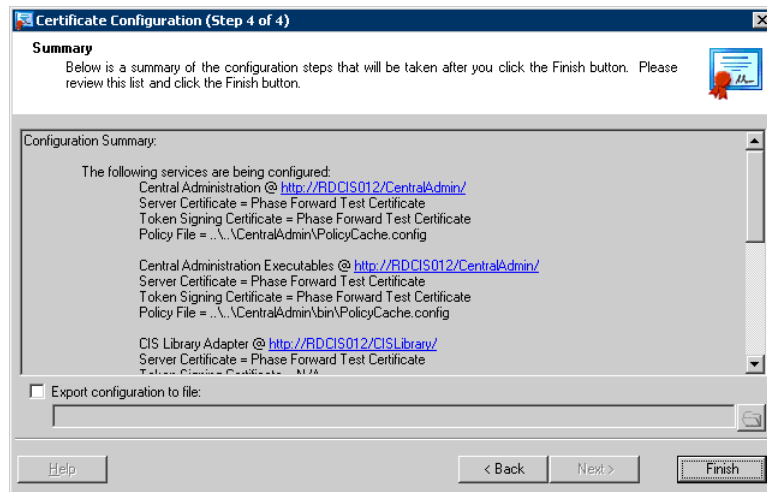 Certificate Configuration (Step 4 of 4)
Summary
Below is a summary of the configuration steps that will be taken after you click the Finish button. Please
review this list and click the Finish button.
Configuration Summary:
The following services are being configured:
Central Administration @ http://RDCIS012/CentralAdmin/
Server Certificate = Phase Forward Test Certificate
Token Signing Certificate = Phase Forward Test Certificate
Policy File = ..\..\CentralAdmin\PolicyCache.config
Central Administration Executables @ http://RDCIS012/CentralAdmin/
Server Certificate = Phase Forward Test Certificate
Token Signing Certificate = Phase Forward Test Certificate
Policy File = ..\..\CentralAdmin\bin\PolicyCache.config
CIS Library Adapter @ http://RDCIS012/CISLibrary/
Server Certificate = Phase Forward Test Certificate
Token Signing Certificate = N/A
Export configuration to file:
Help
< Back
Next >
Finish